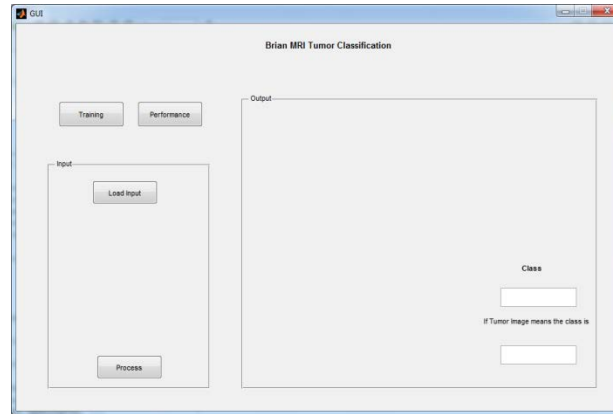 GUI
Brian MRI Tumor Classification
Training
Performance
Output
Input
Load Input
Class
If Tumor Image means the class is
Process